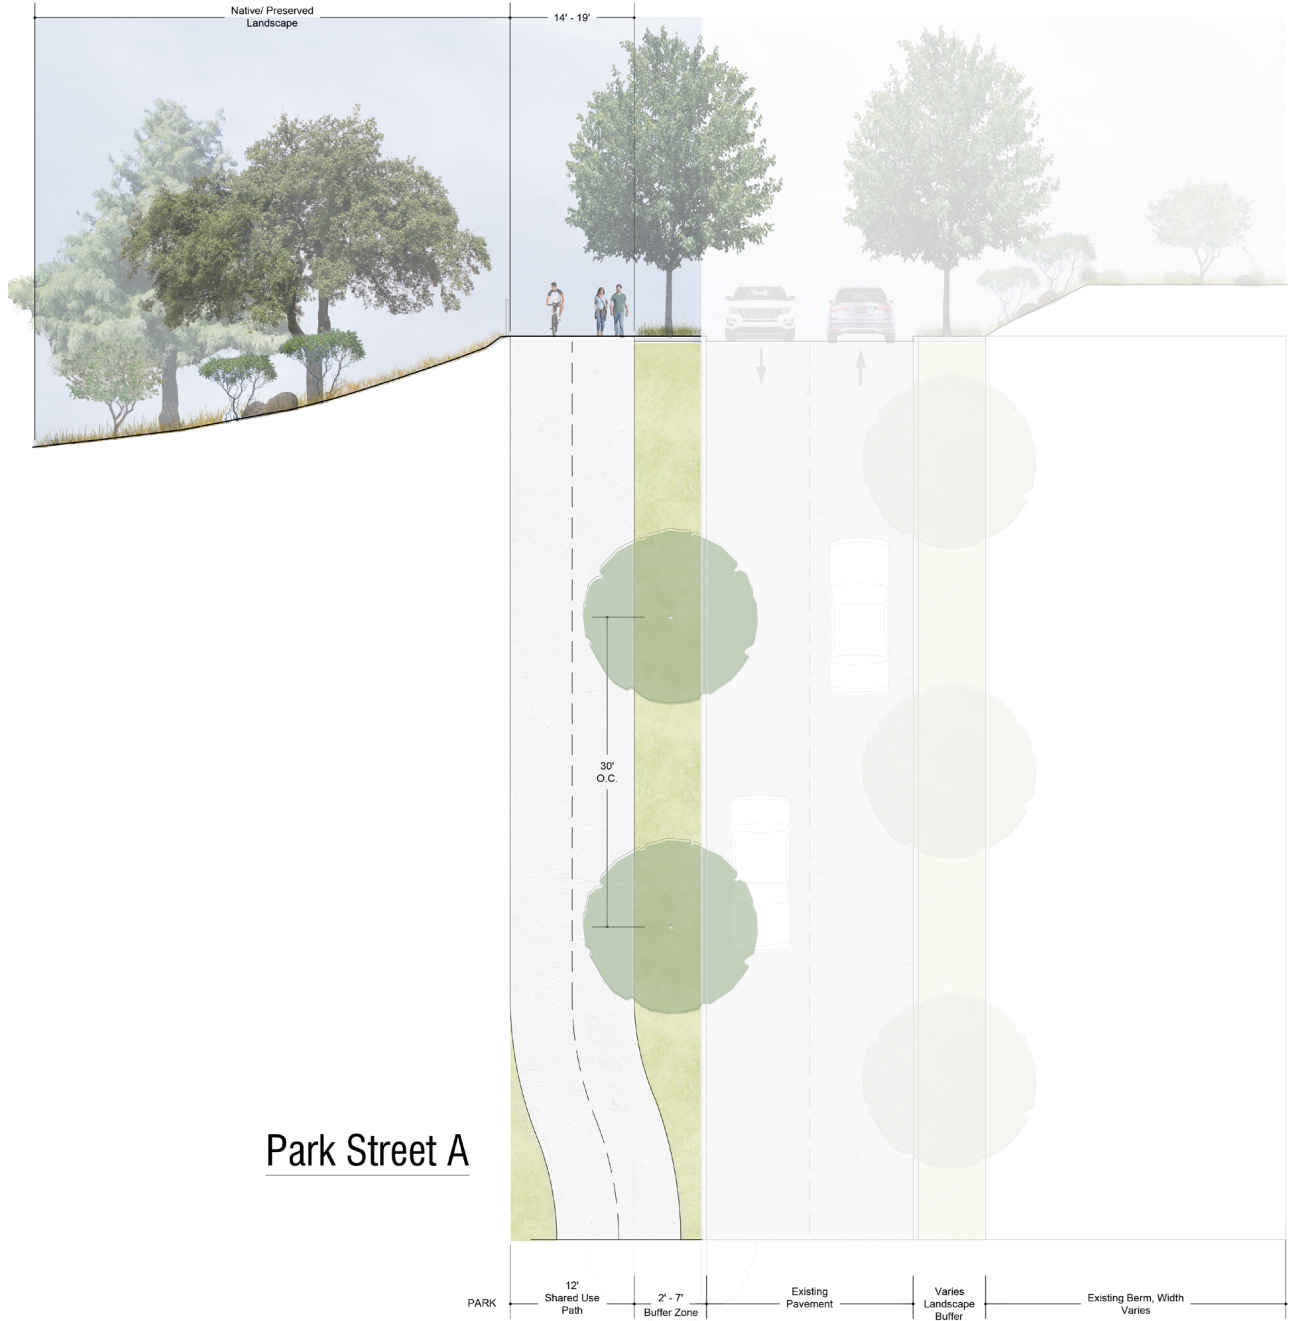 Native/ Preserved
Landscape
14' - 19'
30'
O.C.
Park Street A
PARK
12'
Shared Use
Path
2' - 7'
Buffer Zone
Existing
Pavement
Varies
Landscape
Buffer
Existing Berm, Width
Varies